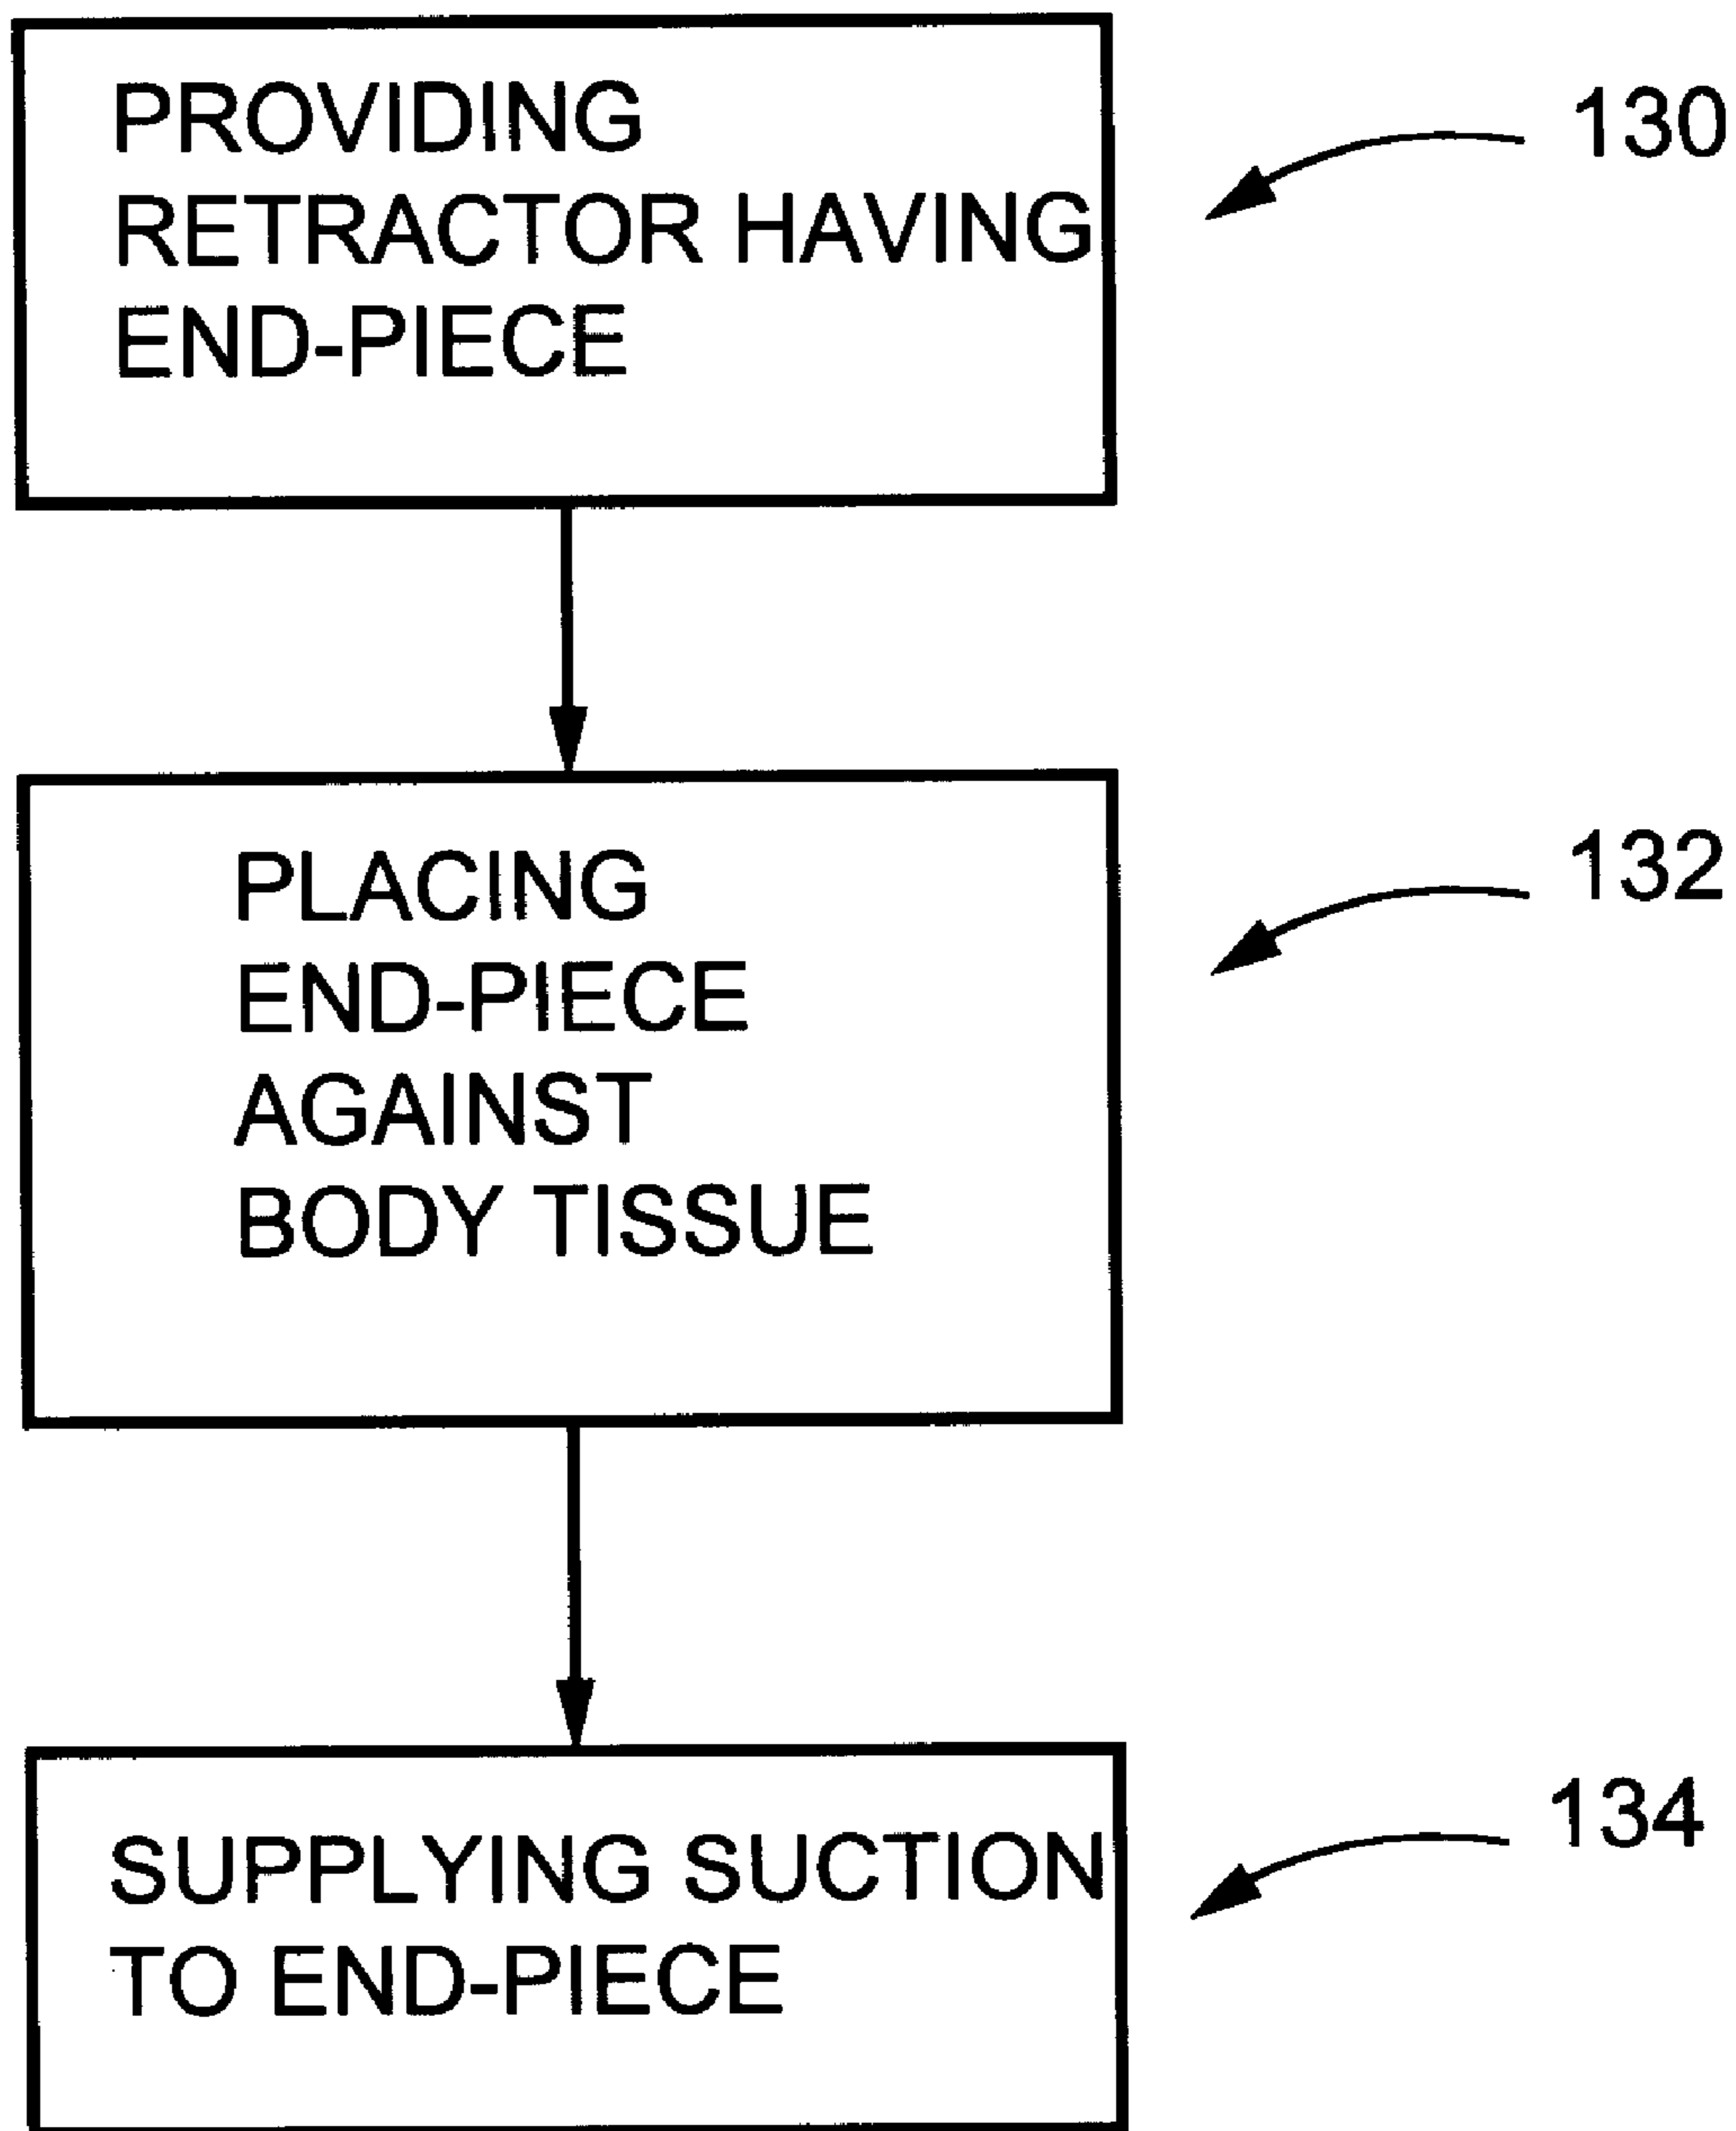 PROVIDING
RETRACTOR HAVING
END-PIECE
130
PLACING
END-PIECE
AGAINST
BODY TISSUE
132
SUPPLYING SUCTION
TO END-PIECE
134